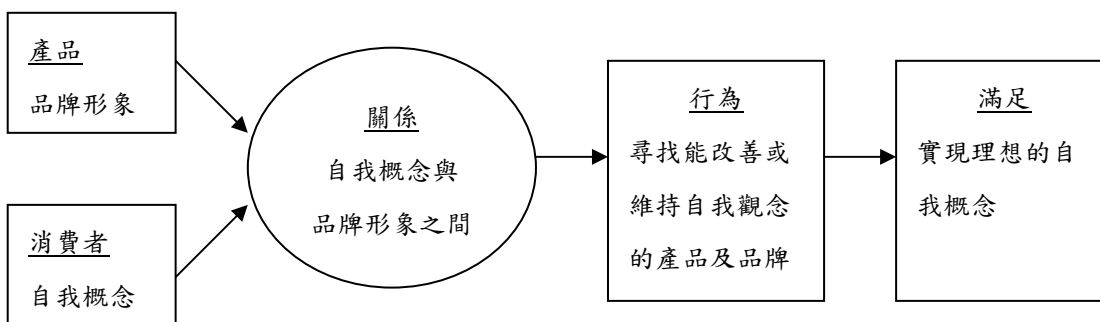 產品
品牌形象
消費者
自我概念
關係
自我概念與
品牌形象之間
行為
尋找能改善或
維持自我觀念
的產品及品牌
滿足
實現理想的自
我概念